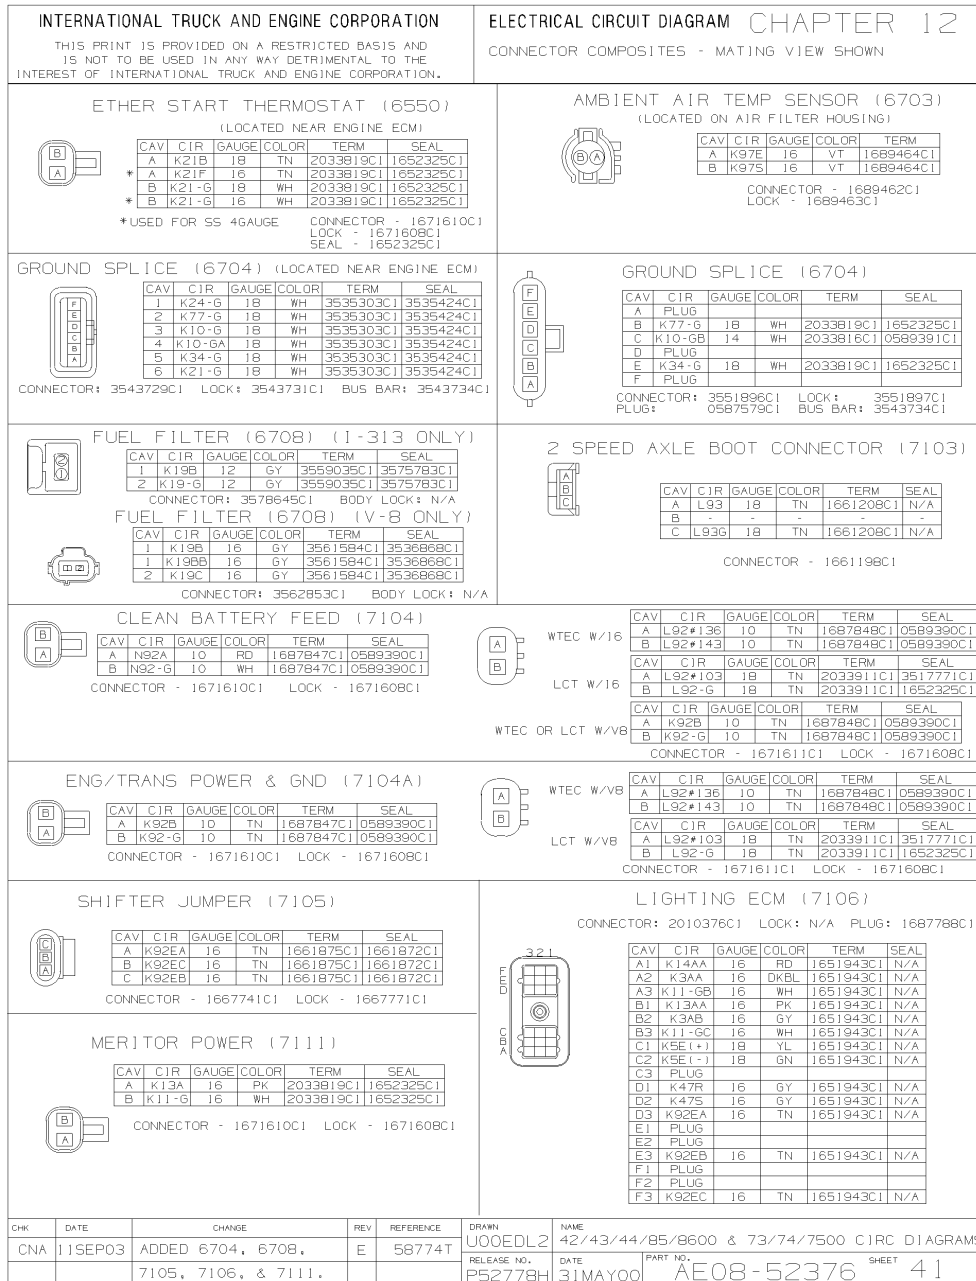 INTERNATIONAL TRUCK AND ENGINE CORPORATION
THIS PRINT IS PROVIDED ON A RESTRICTED BASIS AND
IS NOT TO BE USED IN ANY WAY DETRIMENTAL TO THE
INTEREST OF INTERNATIONAL TRUCK AND ENGINE CORPORATION.
ELECTRICAL CIRCUIT DIAGRAM CHAPTER 12
CONNECTOR COMPOSITES - MATING VIEW SHOWN
ETHER START THERMOSTAT (6550)
(LOCATED NEAR ENGINE ECM)
B
A
CAV CIR GAUGE COLOR TERM SEAL
A K21B 18 TN 2033819C1 1652325C1
* A K21F 16 TN 2033819C1 1652325C1
B K21-G 18 WH 2033819C1 1652325C1
* B K21-G 16 WH 2033819C1 1652325C1
*USED FOR SS 4GAUGE
CONNECTOR - 1671610C1
LOCK - 1671608C1
SEAL - 1652325C1
AMBIENT AIR TEMP SENSOR (6703)
(LOCATED ON AIR FILTER HOUSING)
B A
CAV CIR GAUGE COLOR TERM
A K97E 16 VT 1689464C1
B K97S 16 VT 1689464C1
CONNECTOR - 1689462C1
LOCK - 1689463C1
GROUND SPLICE (6704) (LOCATED NEAR ENGINE ECM)
F
E
D
C
B
A
CAV CIR GAUGE COLOR TERM SEAL
1 K24-G 18 WH 3535303C1 3535424C1
2 K77-G 18 WH 3535303C1 3535424C1
3 K10-G 18 WH 3535303C1 3535424C1
4 K10-GA 18 WH 3535303C1 3535424C1
5 K34-G 18 WH 3535303C1 3535424C1
6 K21-G 18 WH 3535303C1 3535424C1
CONNECTOR: 3543729C1 LOCK: 3543731C1 BUS BAR: 3543734C1
GROUND SPLICE (6704)
F
E
D
C
B
A
CAV CIR GAUGE COLOR TERM SEAL
A PLUG
B K77-G 18 WH 2033819C1 1652325C1
C K10-GB 14 WH 2033816C1 0589391C1
D PLUG
E K34-G 18 WH 2033819C1 1652325C1
F PLUG
CONNECTOR: 3551896C1 LOCK: 3551897C1
PLUG: 0587579C1 BUS BAR: 3543734C1
FUEL FILTER (6708) (I-313 ONLY)
2
1
CAV CIR GAUGE COLOR TERM SEAL
1 K19B 12 GY 3559035C1 3575783C1
2 K19-G 12 GY 3559035C1 3575783C1
CONNECTOR: 3578645C1 BODY LOCK: N/A
FUEL FILTER (6708) (V-8 ONLY)
1 2
CAV CIR GAUGE COLOR TERM SEAL
1 K19B 16 GY 3561584C1 3536868C1
1 K19BB 16 GY 3561584C1 3536868C1
2 K19C 16 GY 3561584C1 3536868C1
CONNECTOR: 3562853C1 BODY LOCK: N/A
2 SPEED AXLE BOOT CONNECTOR (7103)
A
B
C
CAV CIR GAUGE COLOR TERM SEAL
A L93 18 TN 1661208C1 N/A
B - - - - -
C L93G 18 TN 1661208C1 N/A
CONNECTOR - 1661198C1
CLEAN BATTERY FEED (7104)
B
A
CAV CIR GAUGE COLOR TERM SEAL
A N92A 10 RD 1687847C1 0589390C1
B N92-G 10 WH 1687847C1 0589390C1
CONNECTOR - 1671610C1 LOCK - 1671608C1
A
B
WTEC W/I6
CAV CIR GAUGE COLOR TERM SEAL
A L92#136 10 TN 1687848C1 0589390C1
B L92#143 10 TN 1687848C1 0589390C1
LCT W/I6
CAV CIR GAUGE COLOR TERM SEAL
A L92#103 18 TN 2033911C1 3517771C1
B L92-G 18 TN 2033911C1 1652325C1
WTEC OR LCT W/V8
CAV CIR GAUGE COLOR TERM SEAL
A K92B 10 TN 1687848C1 0589390C1
B K92-G 10 TN 1687848C1 0589390C1
CONNECTOR - 1671611C1 LOCK - 1671608C1
ENG/TRANS POWER & GND (7104A)
B
A
CAV CIR GAUGE COLOR TERM SEAL
A K92B 10 TN 1687847C1 0589390C1
B K92-G 10 TN 1687847C1 0589390C1
CONNECTOR - 1671610C1 LOCK - 1671608C1
A
B
WTEC W/V8
CAV CIR GAUGE COLOR TERM SEAL
A L92#136 10 TN 1687848C1 0589390C1
B L92#143 10 TN 1687848C1 0589390C1
LCT W/V8
CAV CIR GAUGE COLOR TERM SEAL
A L92#103 18 TN 2033911C1 3517771C1
B L92-G 18 TN 2033911C1 1652325C1
CONNECTOR - 1671611C1 LOCK - 1671608C1
SHIFTER JUMPER (7105)
C
B
A
CAV CIR GAUGE COLOR TERM SEAL
A K92EA 16 TN 1661875C1 1661872C1
B K92EC 16 TN 1661875C1 1661872C1
C K92EB 16 TN 1661875C1 1661872C1
CONNECTOR - 1667741C1 LOCK - 1667771C1
MERITOR POWER (7111)
CAV CIR GAUGE COLOR TERM SEAL
A K13A 16 PK 2033819C1 1652325C1
B K11-G 16 WH 2033819C1 1652325C1
B
A
CONNECTOR - 1671610C1 LOCK - 1671608C1
LIGHTING ECM (7106)
CONNECTOR: 2010376C1 LOCK: N/A PLUG: 1687788C1
3 2 1
F
E
D
C
B
A
CAV CIR GAUGE COLOR TERM SEAL
A1 K14AA 16 RD 1651943C1 N/A
A2 K3AA 16 DKBL 1651943C1 N/A
A3 K11-GB 16 WH 1651943C1 N/A
B1 K13AA 16 PK 1651943C1 N/A
B2 K3AB 16 GY 1651943C1 N/A
B3 K11-GC 16 WH 1651943C1 N/A
C1 K5E(+) 18 YL 1651943C1 N/A
C2 K5E(-) 18 GN 1651943C1 N/A
C3 PLUG
D1 K47R 16 GY 1651943C1 N/A
D2 K47S 16 GY 1651943C1 N/A
D3 K92EA 16 TN 1651943C1 N/A
E1 PLUG
E2 PLUG
E3 K92EB 16 TN 1651943C1 N/A
F1 PLUG
F2 PLUG
F3 K92EC 16 TN 1651943C1 N/A
CHK DATE CHANGE REV REFERENCE
CNA 11SEP03 ADDED 6704, 6708, E 58774T
7105, 7106, & 7111.
DRAWN
U00EDL2
NAME
42/43/44/85/8600 & 73/74/7500 CIRC DIAGRAMS
RELEASE NO.
P52778H
DATE
31MAY00
PART NO.
AE08-52376
SHEET 41